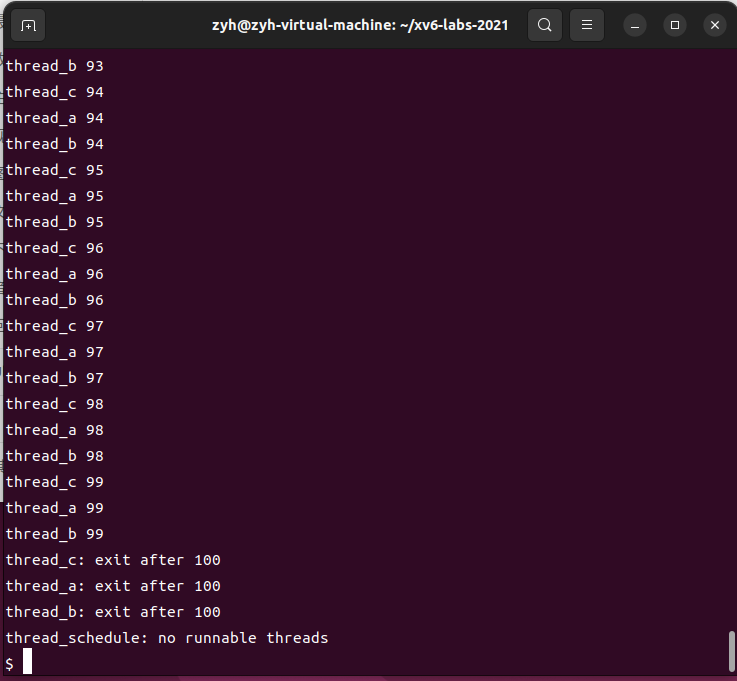 zyh@zyh-virtual-machine: ~/xv6-labs-2021
thread_b 93
thread_c 94
thread_a 94
thread_b 94
thread_c 95
thread_a 95
thread_b 95
thread_c 96
thread_a 96
thread_b 96
thread_c 97
thread_a 97
thread_b 97
thread_c 98
thread_a 98
thread_b 98
thread_c 99
thread_a 99
thread_b 99
thread_c: exit after 100
thread_a: exit after 100
thread_b: exit after 100
thread_schedule: no runnable threads
$